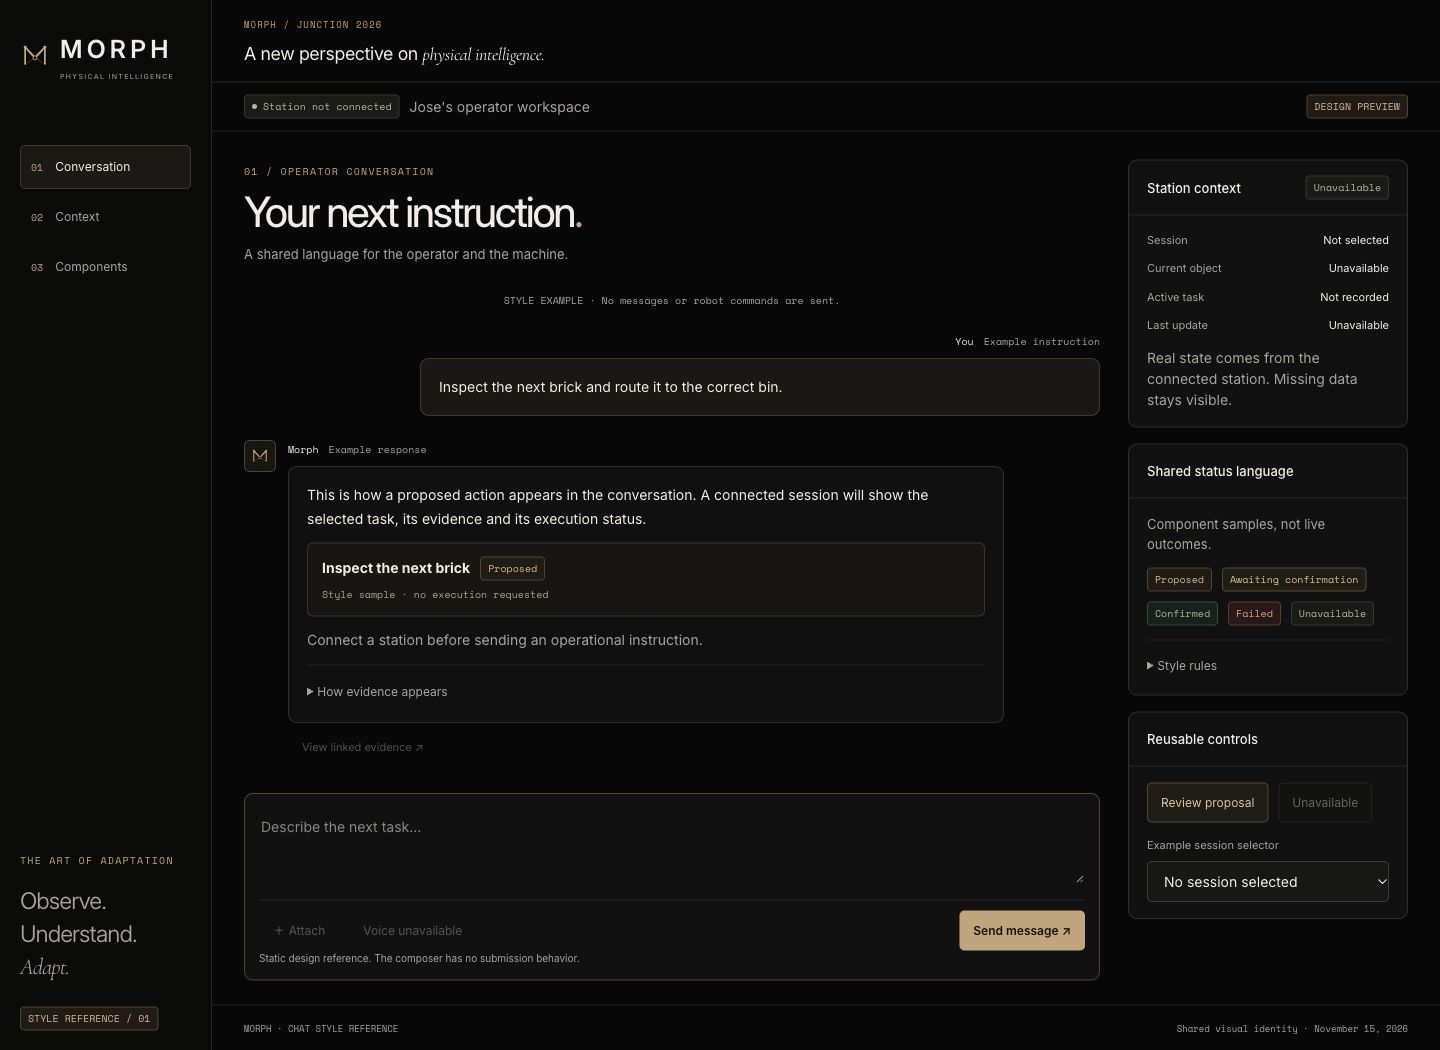 MORPH
PHYSICAL INTELLIGENCE
01 Conversation
02 Context
03 Components
THE ART OF ADAPTATION
Observe.
Understand.
Adapt.
STYLE REFERENCE / 01
MORPH / JUNCTION 2026
A new perspective on physical intelligence.
Station not connected
Jose's operator workspace
DESIGN PREVIEW
01 / OPERATOR CONVERSATION
Your next instruction.
A shared language for the operator and the machine.
STYLE EXAMPLE · No messages or robot commands are sent.
You Example instruction
Inspect the next brick and route it to the correct bin.
Morph Example response
This is how a proposed action appears in the conversation. A connected session will show the
selected task, its evidence and its execution status.
Inspect the next brick Proposed
Style sample · no execution requested
Connect a station before sending an operational instruction.
▶ How evidence appears
View linked evidence ↗
Describe the next task...
+ Attach
Voice unavailable
Send message ↗
Static design reference. The composer has no submission behavior.
Station context Unavailable
Session Not selected
Current object Unavailable
Active task Not recorded
Last update Unavailable
Real state comes from the
connected station. Missing data
stays visible.
Shared status language
Component samples, not live
outcomes.
Proposed Awaiting confirmation
Confirmed Failed Unavailable
▶ Style rules
Reusable controls
Review proposal Unavailable
Example session selector
No session selected
MORPH · CHAT STYLE REFERENCE
Shared visual identity · November 15, 2026